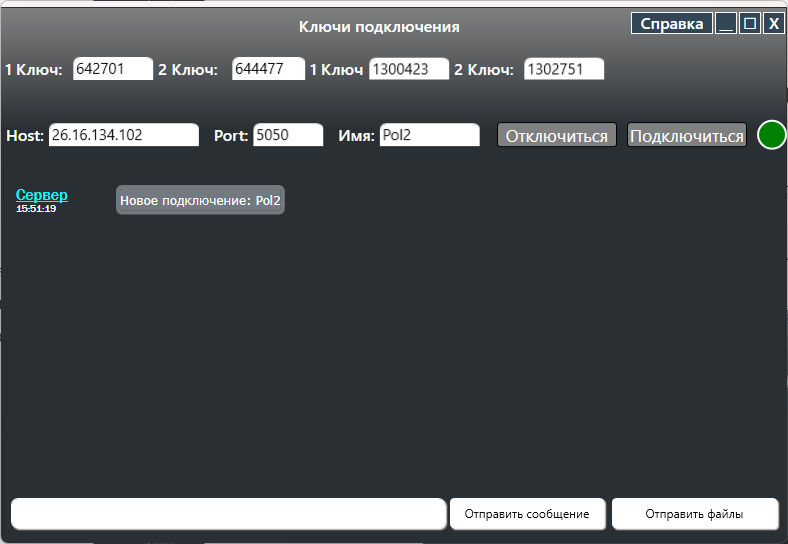 Ключи подключения
Справка __ □ X
1 Ключ: 642701 2 Ключ: 644477 1 Ключ 1300423 2 Ключ: 1302751
Host: 26.16.134.102 Port: 5050 Имя: Pol2 Отключиться Подключиться
Сервер
15:51:19
Новое подключение: Pol2
Отправить сообщение Отправить файлы